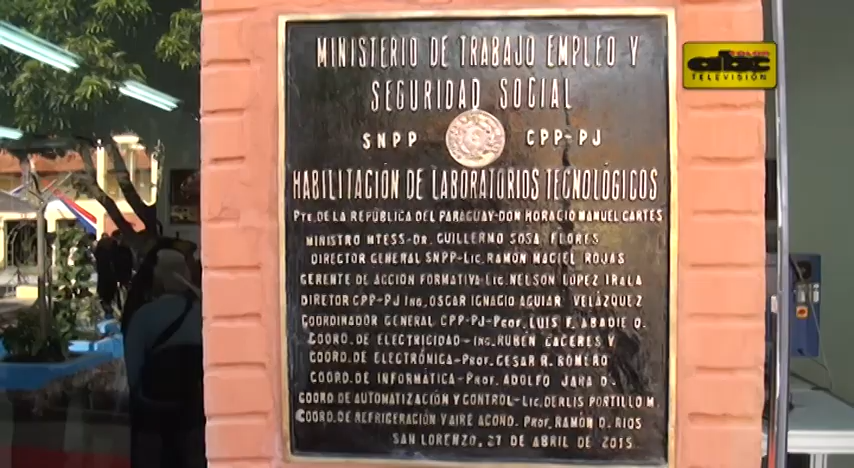 MINISTERIO DE TRABAJO EMPLEO Y
SEGURIDAD SOCIAL
SNPP CPP-PJ
HABILITACIÓN DE LABORATORIOS TECNOLÓGICOS
PTE. DE LA REPÚBLICA DEL PARAGUAY-DON HORACIO MANUEL CARTES
MINISTRO MTESS-DR. GUILLERMO SOSA FLORES
DIRECTOR GENERAL SNPP-LIC. RAMÓN MACIEL ROJAS
GERENTE DE ACCIÓN FORMATIVA-LIC. NELSON LÓPEZ IRALA
DIRETOR CPP-PJ ING. OSCAR IGNACIO AGUIAR VELÁZQUEZ
COORDINADOR GENERAL CPP-PJ-PROF. LUIS F. ABADIE O.
COORD. DE ELECTRICIDAD-ING. RUBÉN CÁCERES Y
COORD. DE ELECTRÓNICA-PROF. CESAR R. ROMERO
COORD. DE INFORMATICA-PROF. ADOLFO JARA O.
COORD. DE AUTOMATIZACIÓN Y CONTROL-LIC. DERLIS PORTILLO M.
COORD. DE REFRIGERACIÓN Y AIRE ACOND. PROF. RAMÓN D. RIOS
SAN LORENZO, 27 DE ABRIL DE 2015
COLOR
abc
TELEVISION